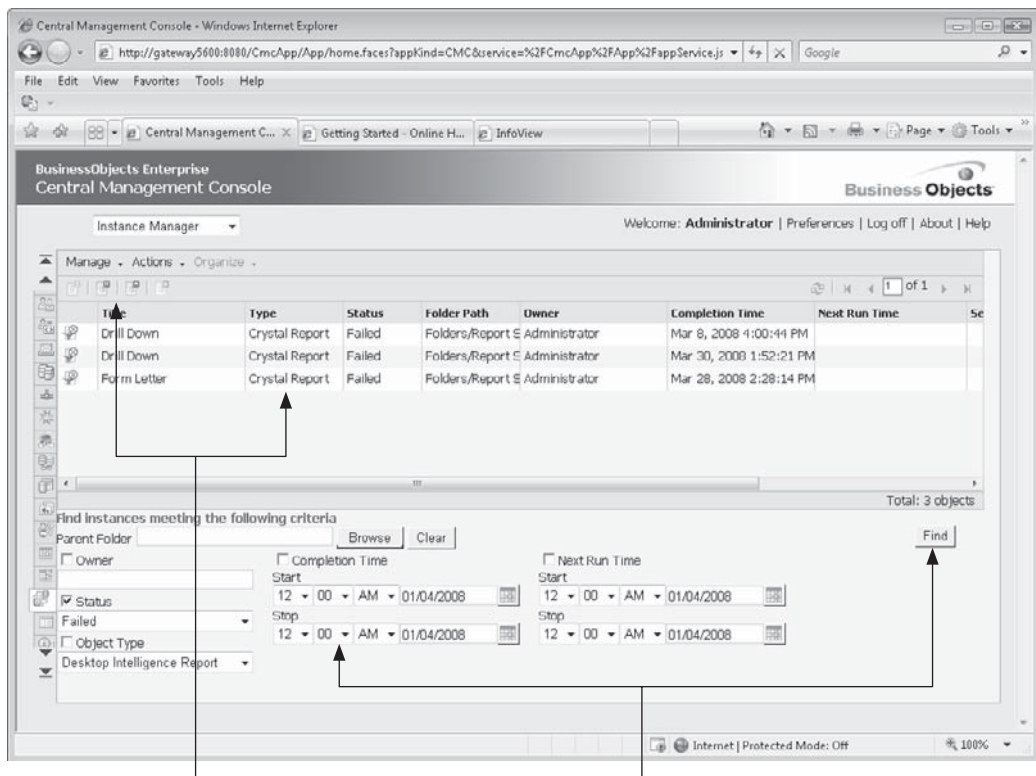 Central Management Console - Windows Internet Explorer
http://gateway5600:8080/CmcApp/App/home.faces?appKind=CMC&service=%2FCmcApp%2FApp%2FappService.js
Google
File Edit View Favorites Tools Help
Central Management C...
Getting Started - Online H...
InfoView
Page
Tools
BusinessObjects Enterprise
Central Management Console
Business Objects
Instance Manager
Welcome: Administrator | Preferences | Log off | About | Help
Manage Actions Organize
1 of 1
Title Type Status Folder Path Owner Completion Time Next Run Time Se
Drill Down Crystal Report Failed Folders/Report S Administrator Mar 8, 2008 4:00:44 PM
Drill Down Crystal Report Failed Folders/Report S Administrator Mar 30, 2008 1:52:21 PM
Form Letter Crystal Report Failed Folders/Report S Administrator Mar 28, 2008 2:28:14 PM
Total: 3 objects
Find instances meeting the following criteria
Parent Folder Browse Clear Find
Owner Completion Time Next Run Time
Start Start
12 00 AM 01/04/2008 12 00 AM 01/04/2008
Status Stop Stop
Failed 12 00 AM 01/04/2008 12 00 AM 01/04/2008
Object Type
Desktop Intelligence Report
Internet | Protected Mode: Off 100%